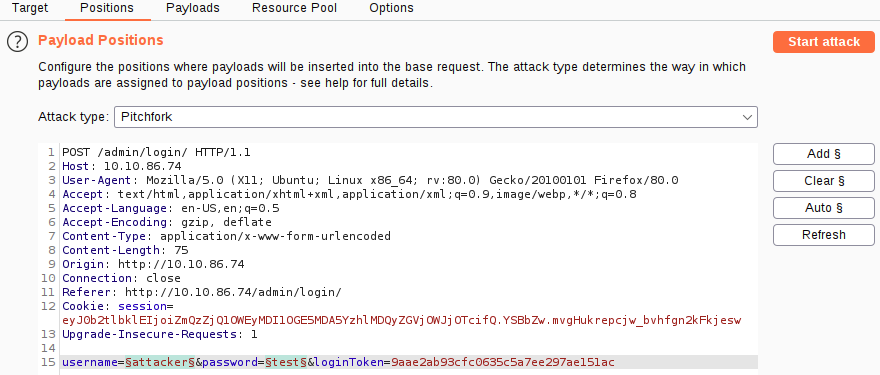 Target Positions Payloads Resource Pool Options
? Payload Positions
Start attack
Configure the positions where payloads will be inserted into the base request. The attack type determines the way in which
payloads are assigned to payload positions - see help for full details.
Attack type: Pitchfork
1 POST /admin/login/ HTTP/1.1
2 Host: 10.10.86.74
3 User-Agent: Mozilla/5.0 (X11; Ubuntu; Linux x86_64; rv:80.0) Gecko/20100101 Firefox/80.0
4 Accept: text/html,application/xhtml+xml,application/xml;q=0.9,image/webp,*/*;q=0.8
5 Accept-Language: en-US,en;q=0.5
6 Accept-Encoding: gzip, deflate
7 Content-Type: application/x-www-form-urlencoded
8 Content-Length: 75
9 Origin: http://10.10.86.74
10 Connection: close
11 Referer: http://10.10.86.74/admin/login/
12 Cookie: session=
eyJ0b2tlbklEIjoiZmQzZjQ1OWEyMDI1OGE5MDA5YzhlMDQyZGVjOWJjOTcifQ.YSBbZw.mvgHukrepcjw_bvhfgn2kFkjesw
13 Upgrade-Insecure-Requests: 1
14
15 username=§attacker§&password=§test§&loginToken=9aae2ab93cfc0635c5a7ee297ae151ac
Add §
Clear §
Auto §
Refresh